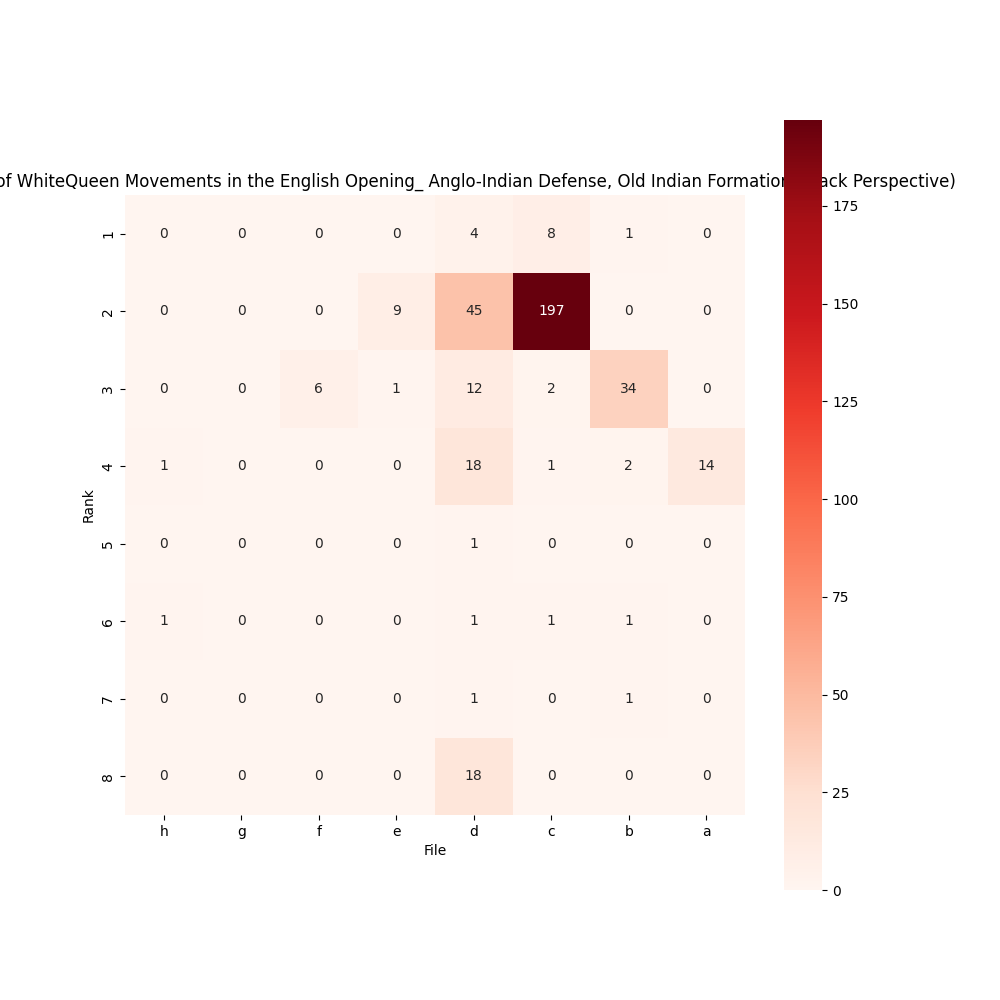 of WhiteQueen Movements in the English Opening_ Anglo-Indian Defense, Old Indian Formation ack Perspective)
1 0 0 0 0 4 8 1 0
2 0 0 0 9 45 197 0 0
3 0 0 6 1 12 2 34 0
4 1 0 0 0 18 1 2 14
5 0 0 0 0 1 0 0 0
6 1 0 0 0 1 1 1 0
7 0 0 0 0 1 0 1 0
8 0 0 0 0 18 0 0 0
h g f e d c b a
File
Rank
175
150
125
100
75
50
25
0